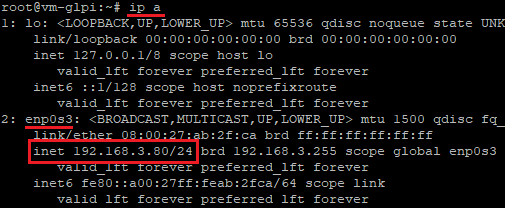 root@vm-glpi:~# ip a
1: lo: <LOOPBACK,UP,LOWER_UP> mtu 65536 qdisc noqueue state UNK
link/loopback 00:00:00:00:00:00 brd 00:00:00:00:00:00
inet 127.0.0.1/8 scope host lo
valid_lft forever preferred_lft forever
inet6 ::1/128 scope host noprefixroute
valid_lft forever preferred_lft forever
2: enp0s3: <BROADCAST,MULTICAST,UP,LOWER_UP> mtu 1500 qdisc fq_
link/ether 08:00:27:ab:2f:ca brd ff:ff:ff:ff:ff:ff
inet 192.168.3.80/24 brd 192.168.3.255 scope global enp0s3
valid_lft forever preferred_lft forever
inet6 fe80::a00:27ff:feab:2fca/64 scope link
valid_lft forever preferred_lft forever